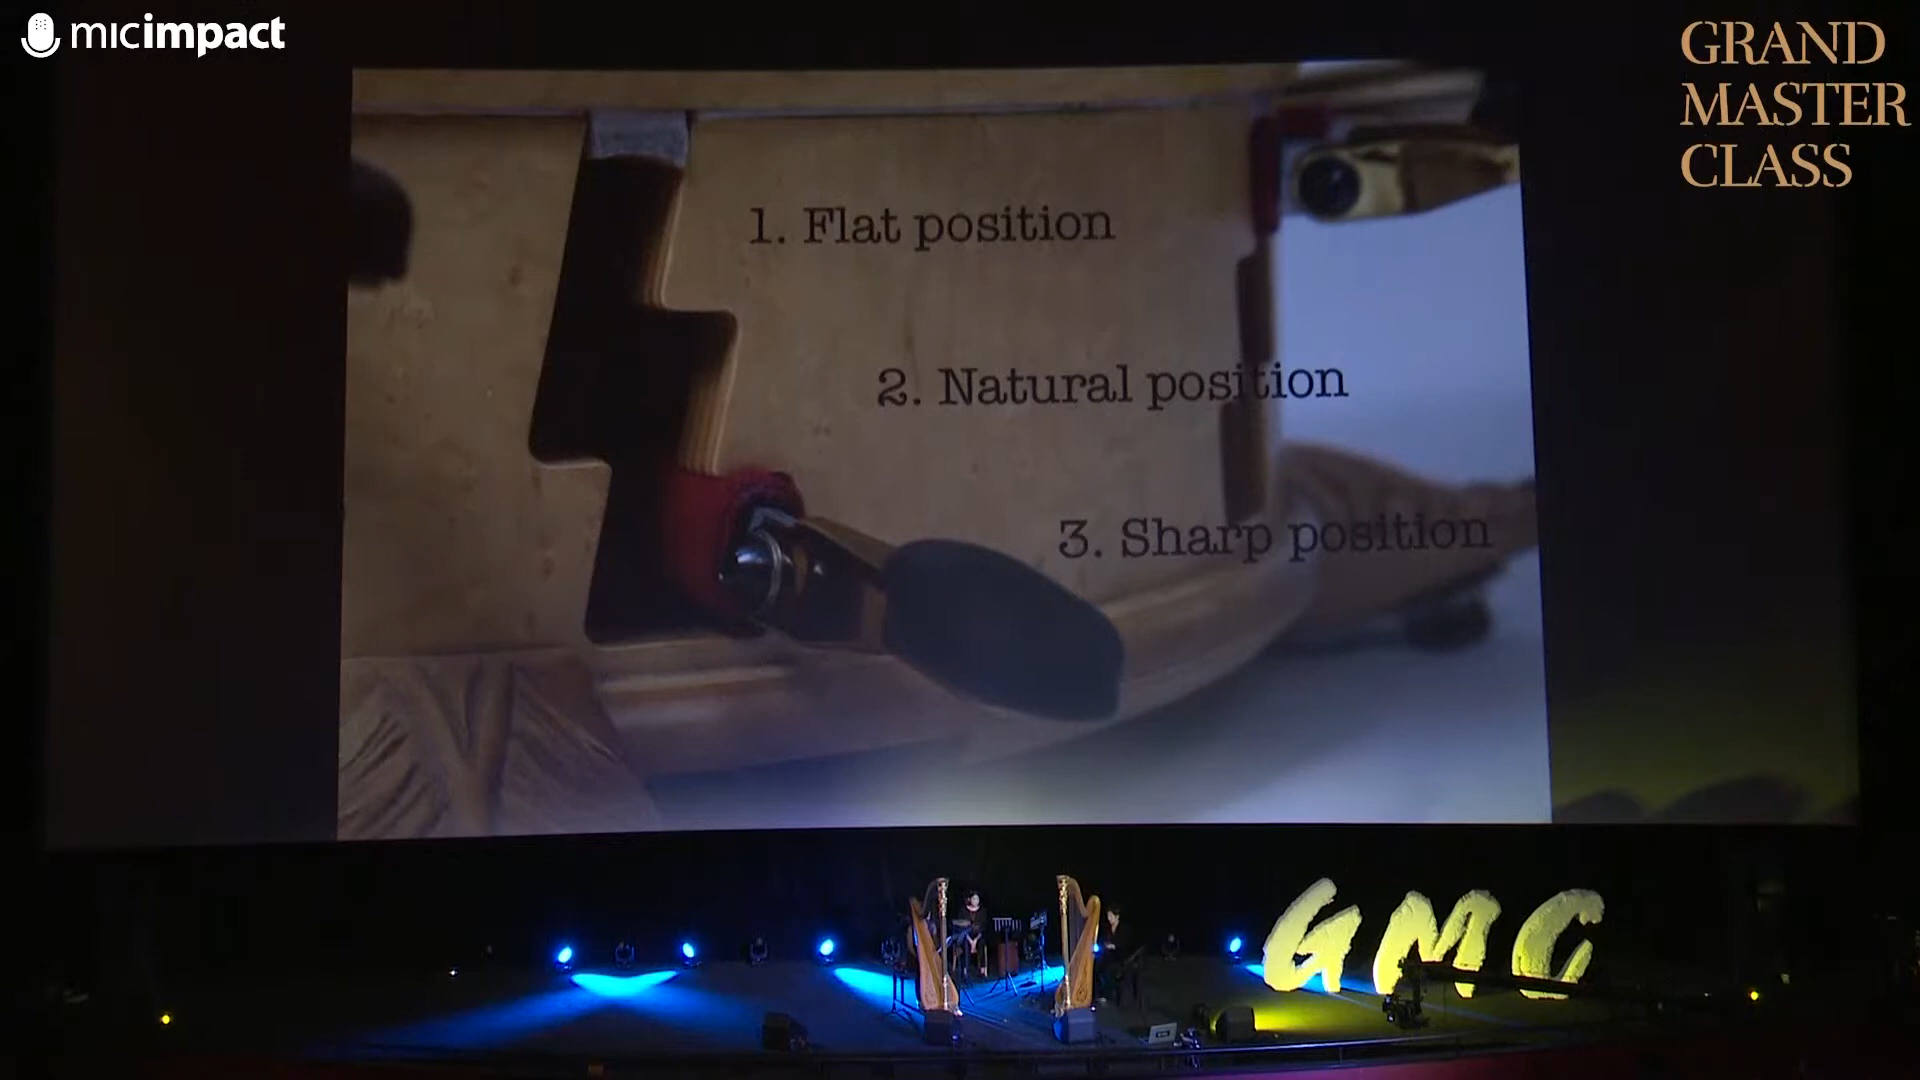 micimpact
GRAND
MASTER
CLASS
1. Flat position
2. Natural position
3. Sharp position
GMC